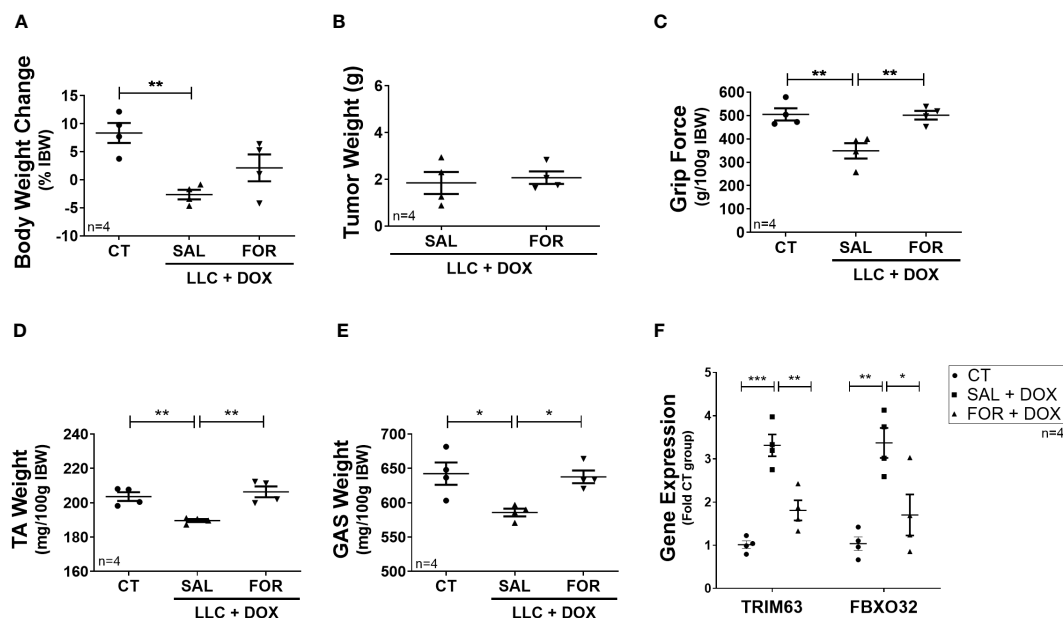 A
Body Weight Change
(% IBW)
15
10
5
0
-5
-10
**
n=4
CT
SAL
FOR
LLC + DOX
B
Tumor Weight (g)
6
4
2
0
n=4
SAL
FOR
LLC + DOX
C
Grip Force
(g/100g IBW)
600
500
400
300
200
100
0
**
**
n=4
CT
SAL
FOR
LLC + DOX
D
TA Weight
(mg/100g IBW)
240
220
200
180
160
**
**
n=4
CT
SAL
FOR
LLC + DOX
E
GAS Weight
(mg/100g IBW)
700
650
600
550
500
*
*
n=4
CT
SAL
FOR
LLC + DOX
F
Gene Expression
(Fold CT group)
5
4
3
2
1
0
***
**
**
*
TRIM63
FBXO32
CT
SAL + DOX
FOR + DOX
n=4